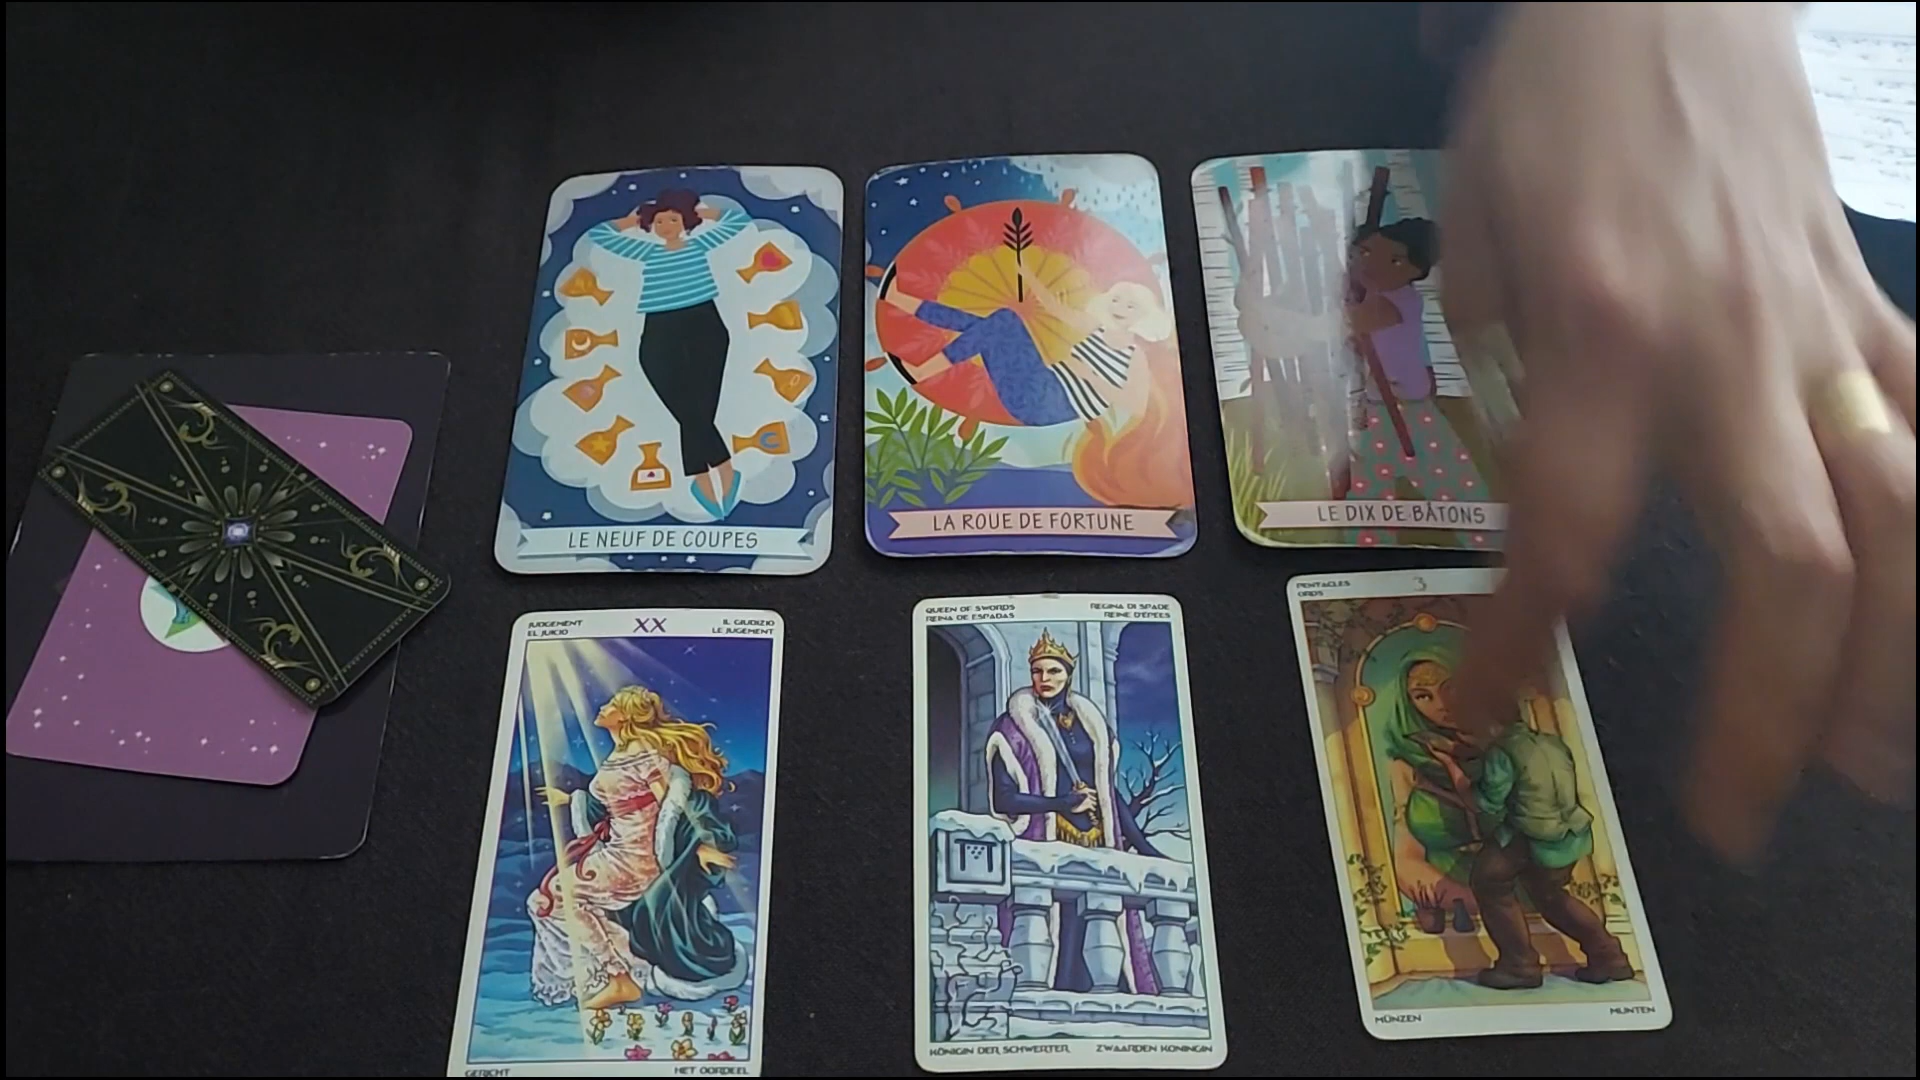 LE NEUF DE COUPES
LA ROUE DE FORTUNE
LE DIX DE BÂTONS
JUDGEMENT
EL JUICIO
XX
IL GIUDIZIO
LE JUGEMENT
GERICHT
HET OORDEEL
QUEEN OF SWORDS
REINA DE ESPADAS
REGINA DI SPADE
REINE D'ÉPÉES
KÖNIGIN DER SCHWERTER
ZWAARDEN KONINGIN
PENTACLES
OROS
3
MÜNZEN
MUNTEN